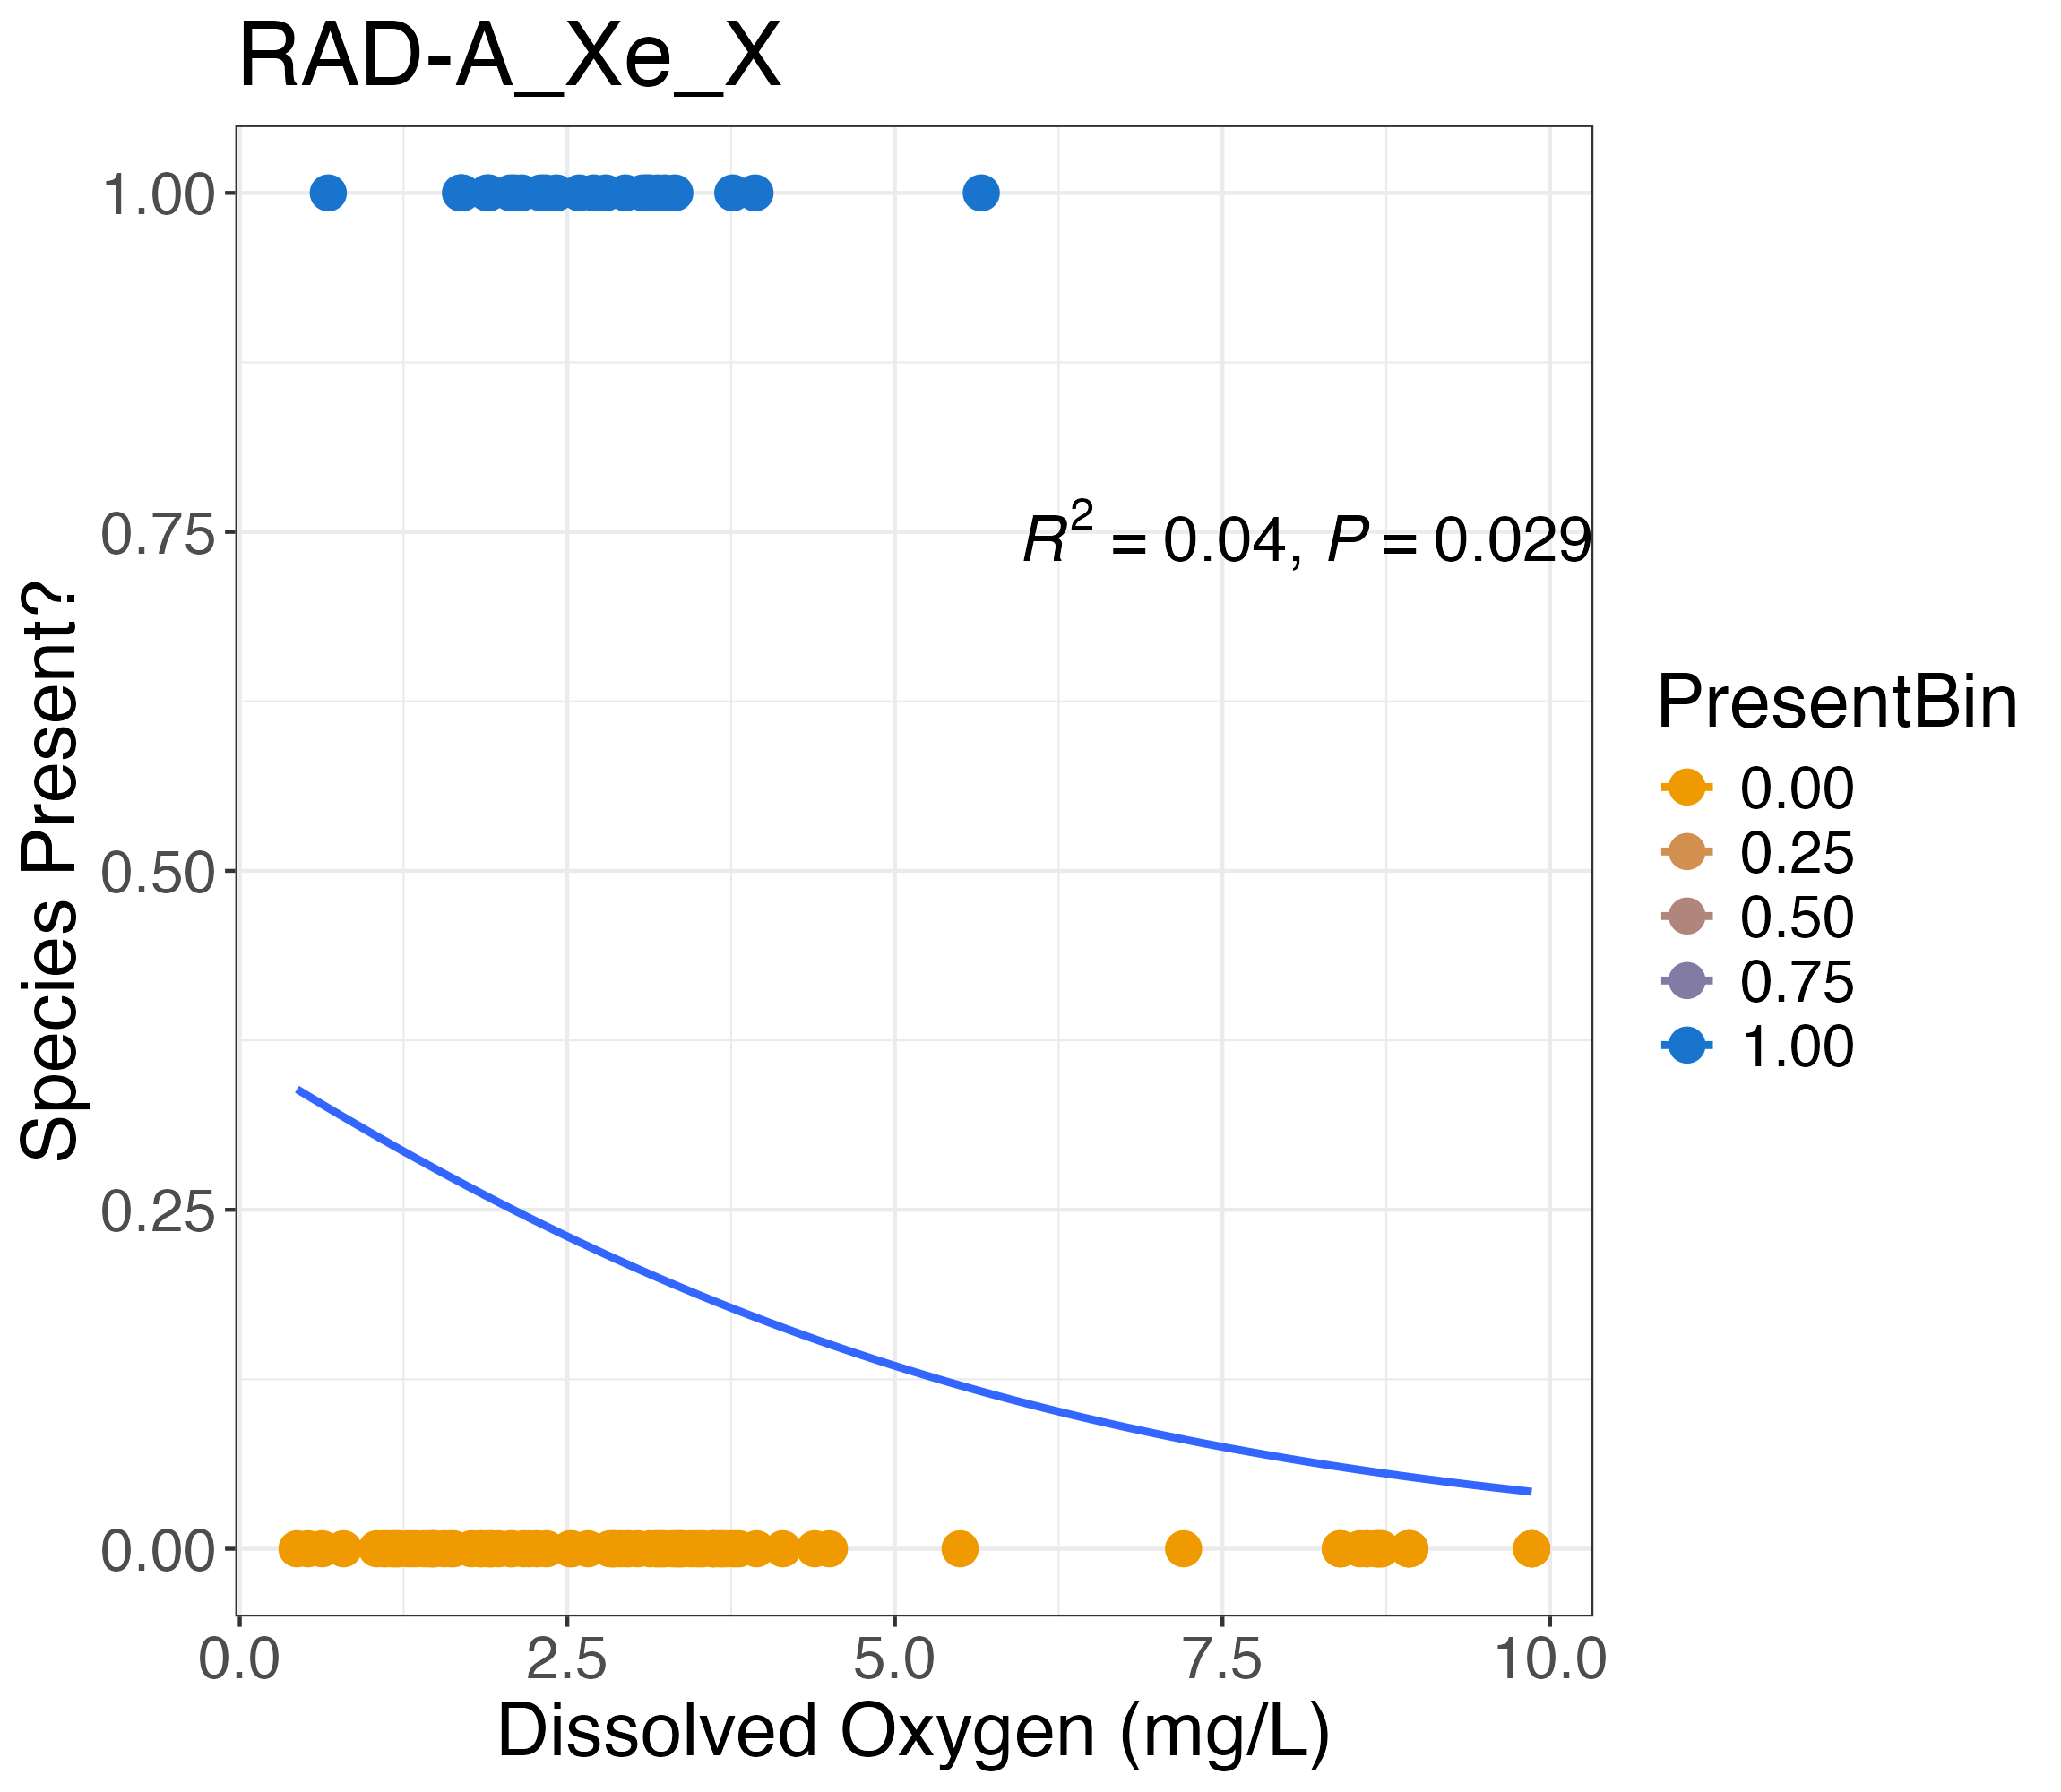 RAD-A_Xe_X
1.00
0.75
0.50
0.25
0.00
Species Present?
R² = 0.04, P = 0.029
0.0 2.5 5.0 7.5 10.0
Dissolved Oxygen (mg/L)
PresentBin
0.00
0.25
0.50
0.75
1.00